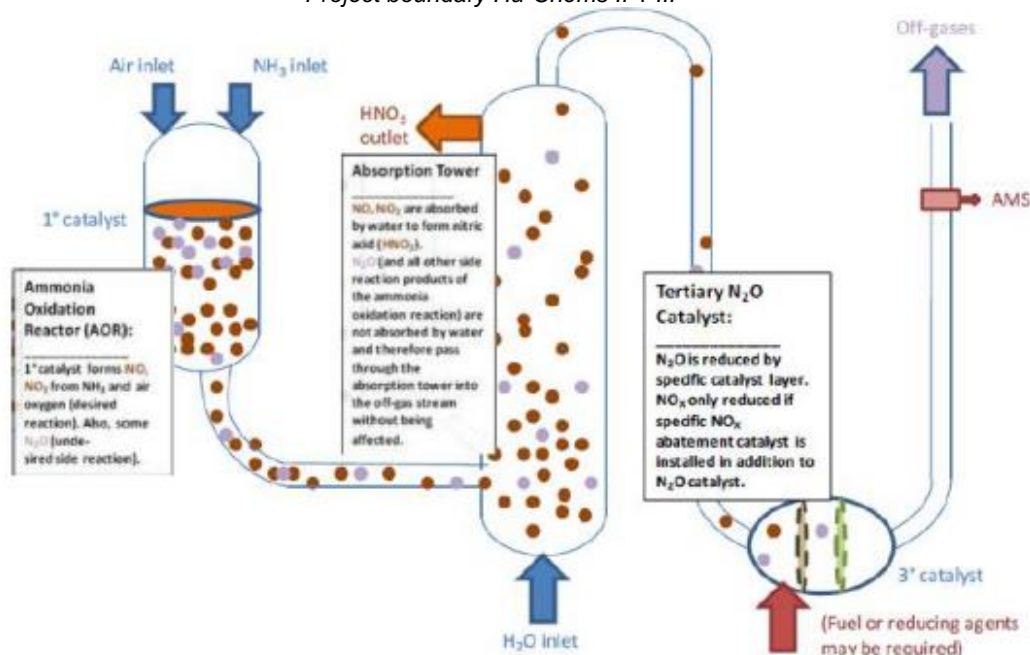 Air inlet
NH₃ inlet
Off-gases
HNO₃
outlet
Absorption Tower
NO, NO₂ are absorbed
by water to form nitric
acid (HNO₃).
N₂O (and all other side
reaction products of
the ammonia
oxidation reaction) are
not absorbed by water
and therefore pass
through the
absorption tower into
the off-gas stream
without being
affected.
AMS
1° catalyst
Ammonia
Oxidation
Reactor (AOR):
1° catalyst forms NO,
NO₂ from NH₃ and air
oxygen (desired
reaction). Also, some
N₂O (unde-
sired side reaction).
Tertiary N₂O
Catalyst:
N₂O is reduced by
specific catalyst layer.
NOₓ only reduced if
specific NOₓ
abatement catalyst is
installed in addition to
N₂O catalyst.
3° catalyst
H₂O inlet
(Fuel or reducing agents
may be required)